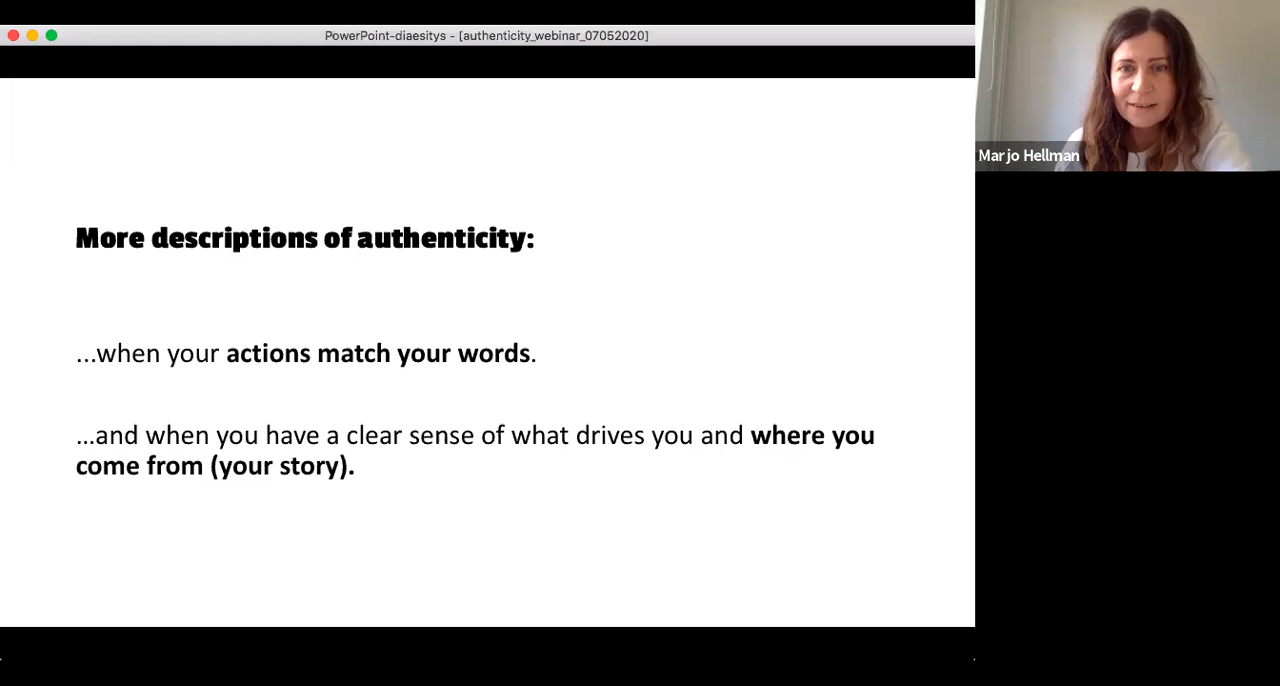 PowerPoint-diaesitys - [authenticity_webinar_07052020]
Marjo Hellman
More descriptions of authenticity:
...when your actions match your words.
...and when you have a clear sense of what drives you and where you
come from (your story).